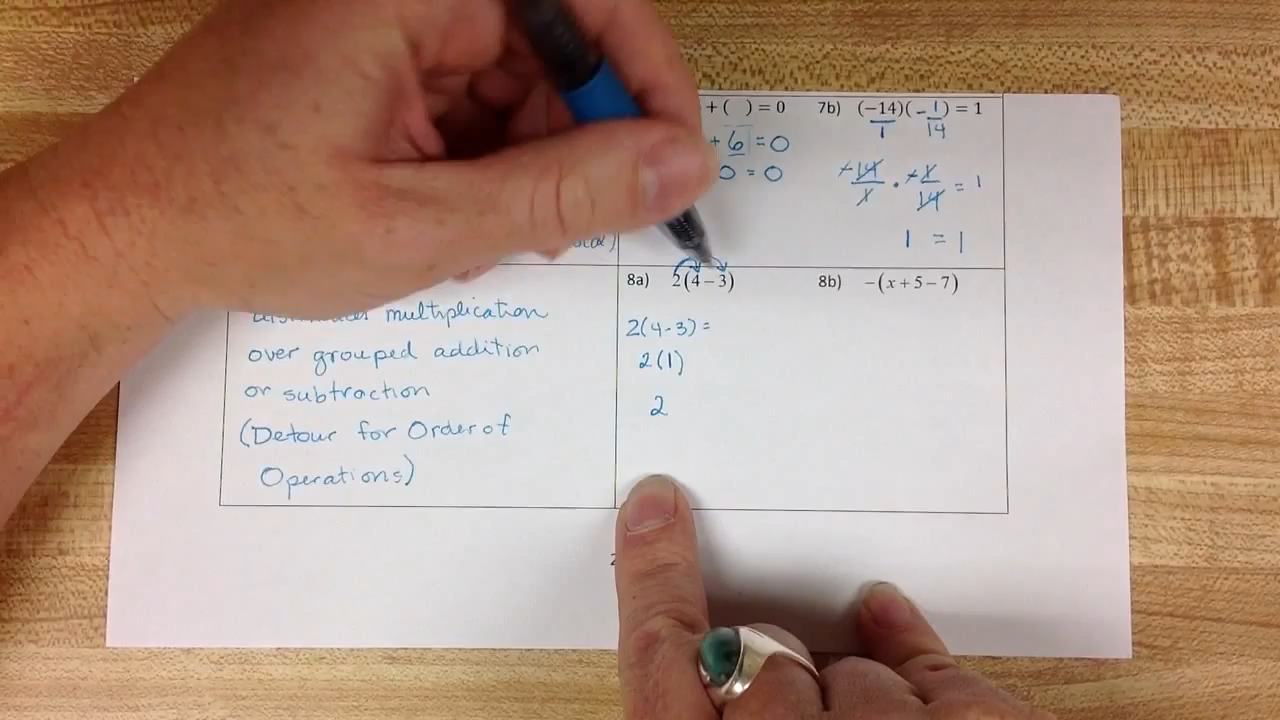 + ( ) = 0
7b) (-14)(-1/14) = 1
1
+ 6 = 0
0 = 0
-14/1 · -1/14 = 1
1 = 1
multiplication
over grouped addition
or subtraction
(Detour for Order of
Operations)
8a) 2(4 − 3)
2(4-3) =
2(1)
2
8b) −(x + 5 − 7)